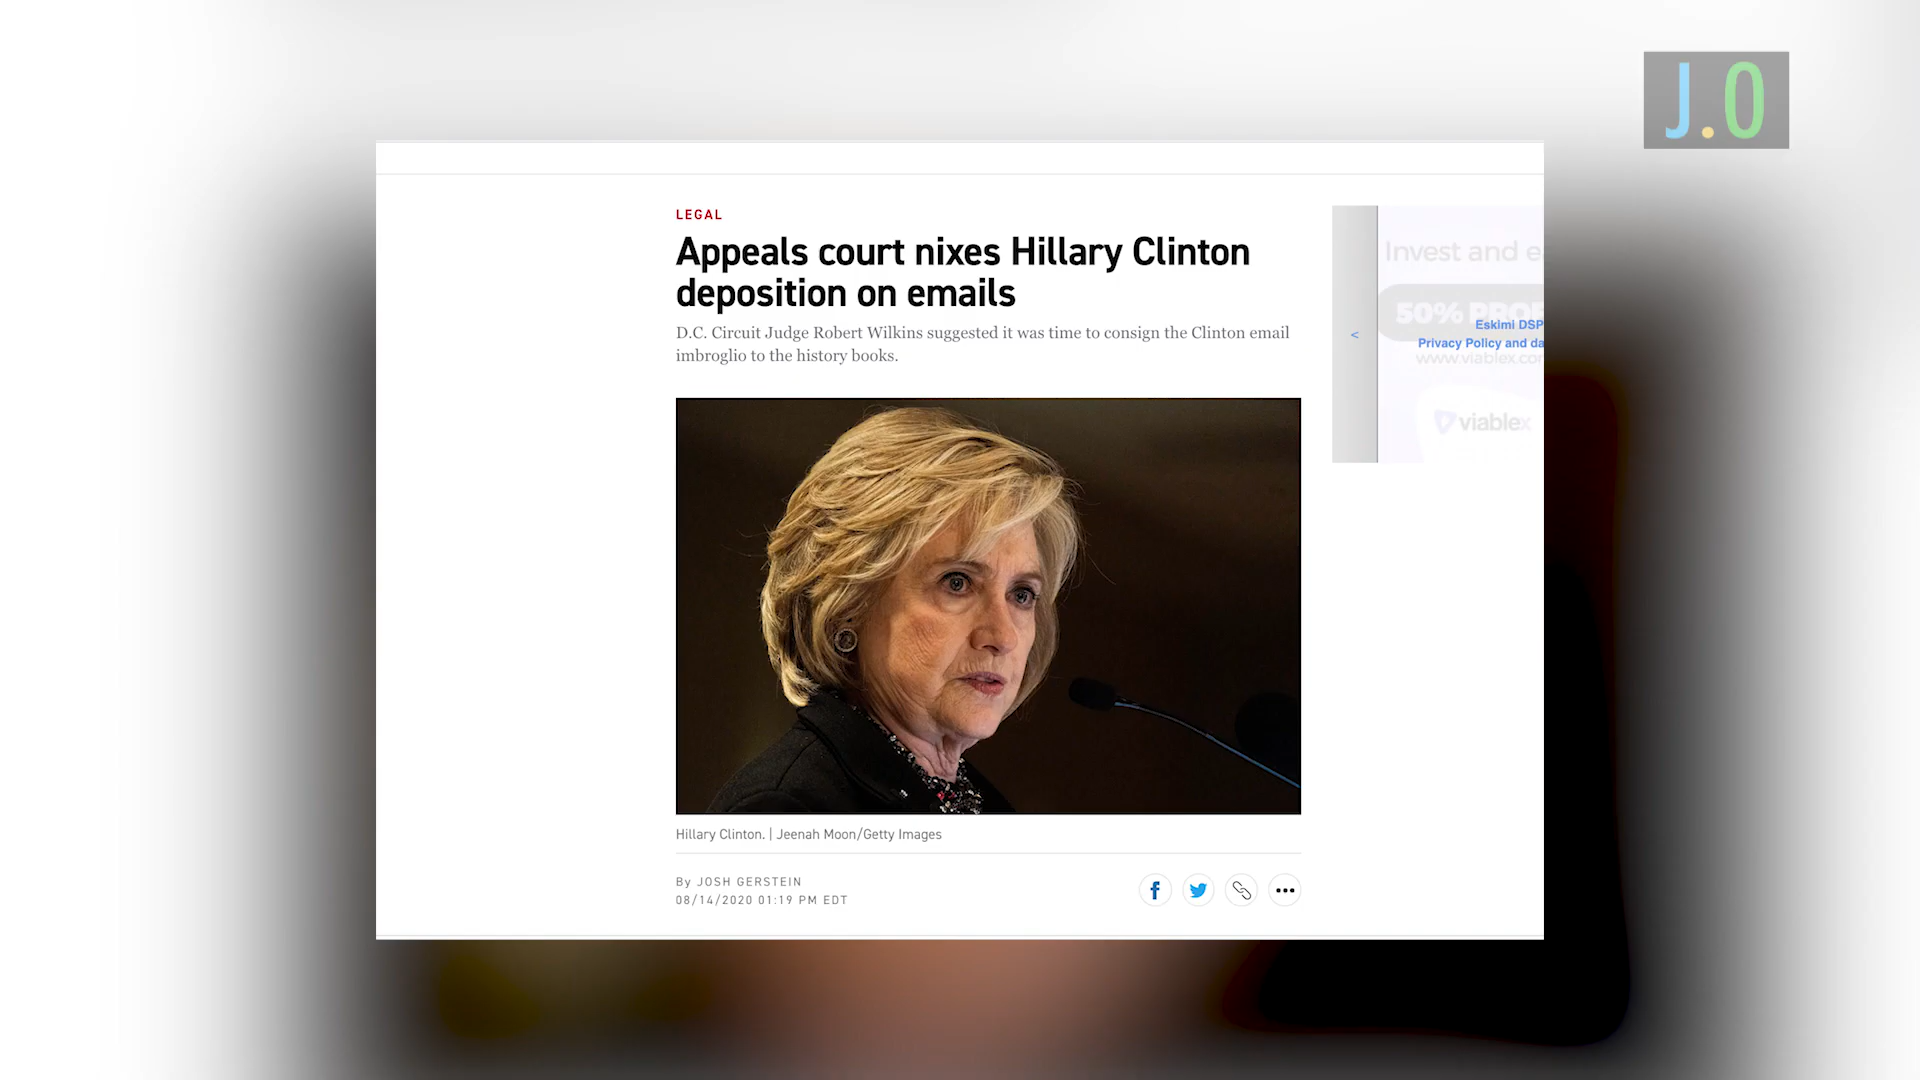 J.O
LEGAL
Appeals court nixes Hillary Clinton
deposition on emails
D.C. Circuit Judge Robert Wilkins suggested it was time to consign the Clinton email
imbroglio to the history books.
<
Invest and
50%
Eskimi DSP
Privacy Policy and
viablex
Hillary Clinton. | Jeenah Moon/Getty Images
By JOSH GERSTEIN
08/14/2020 01:19 PM EDT